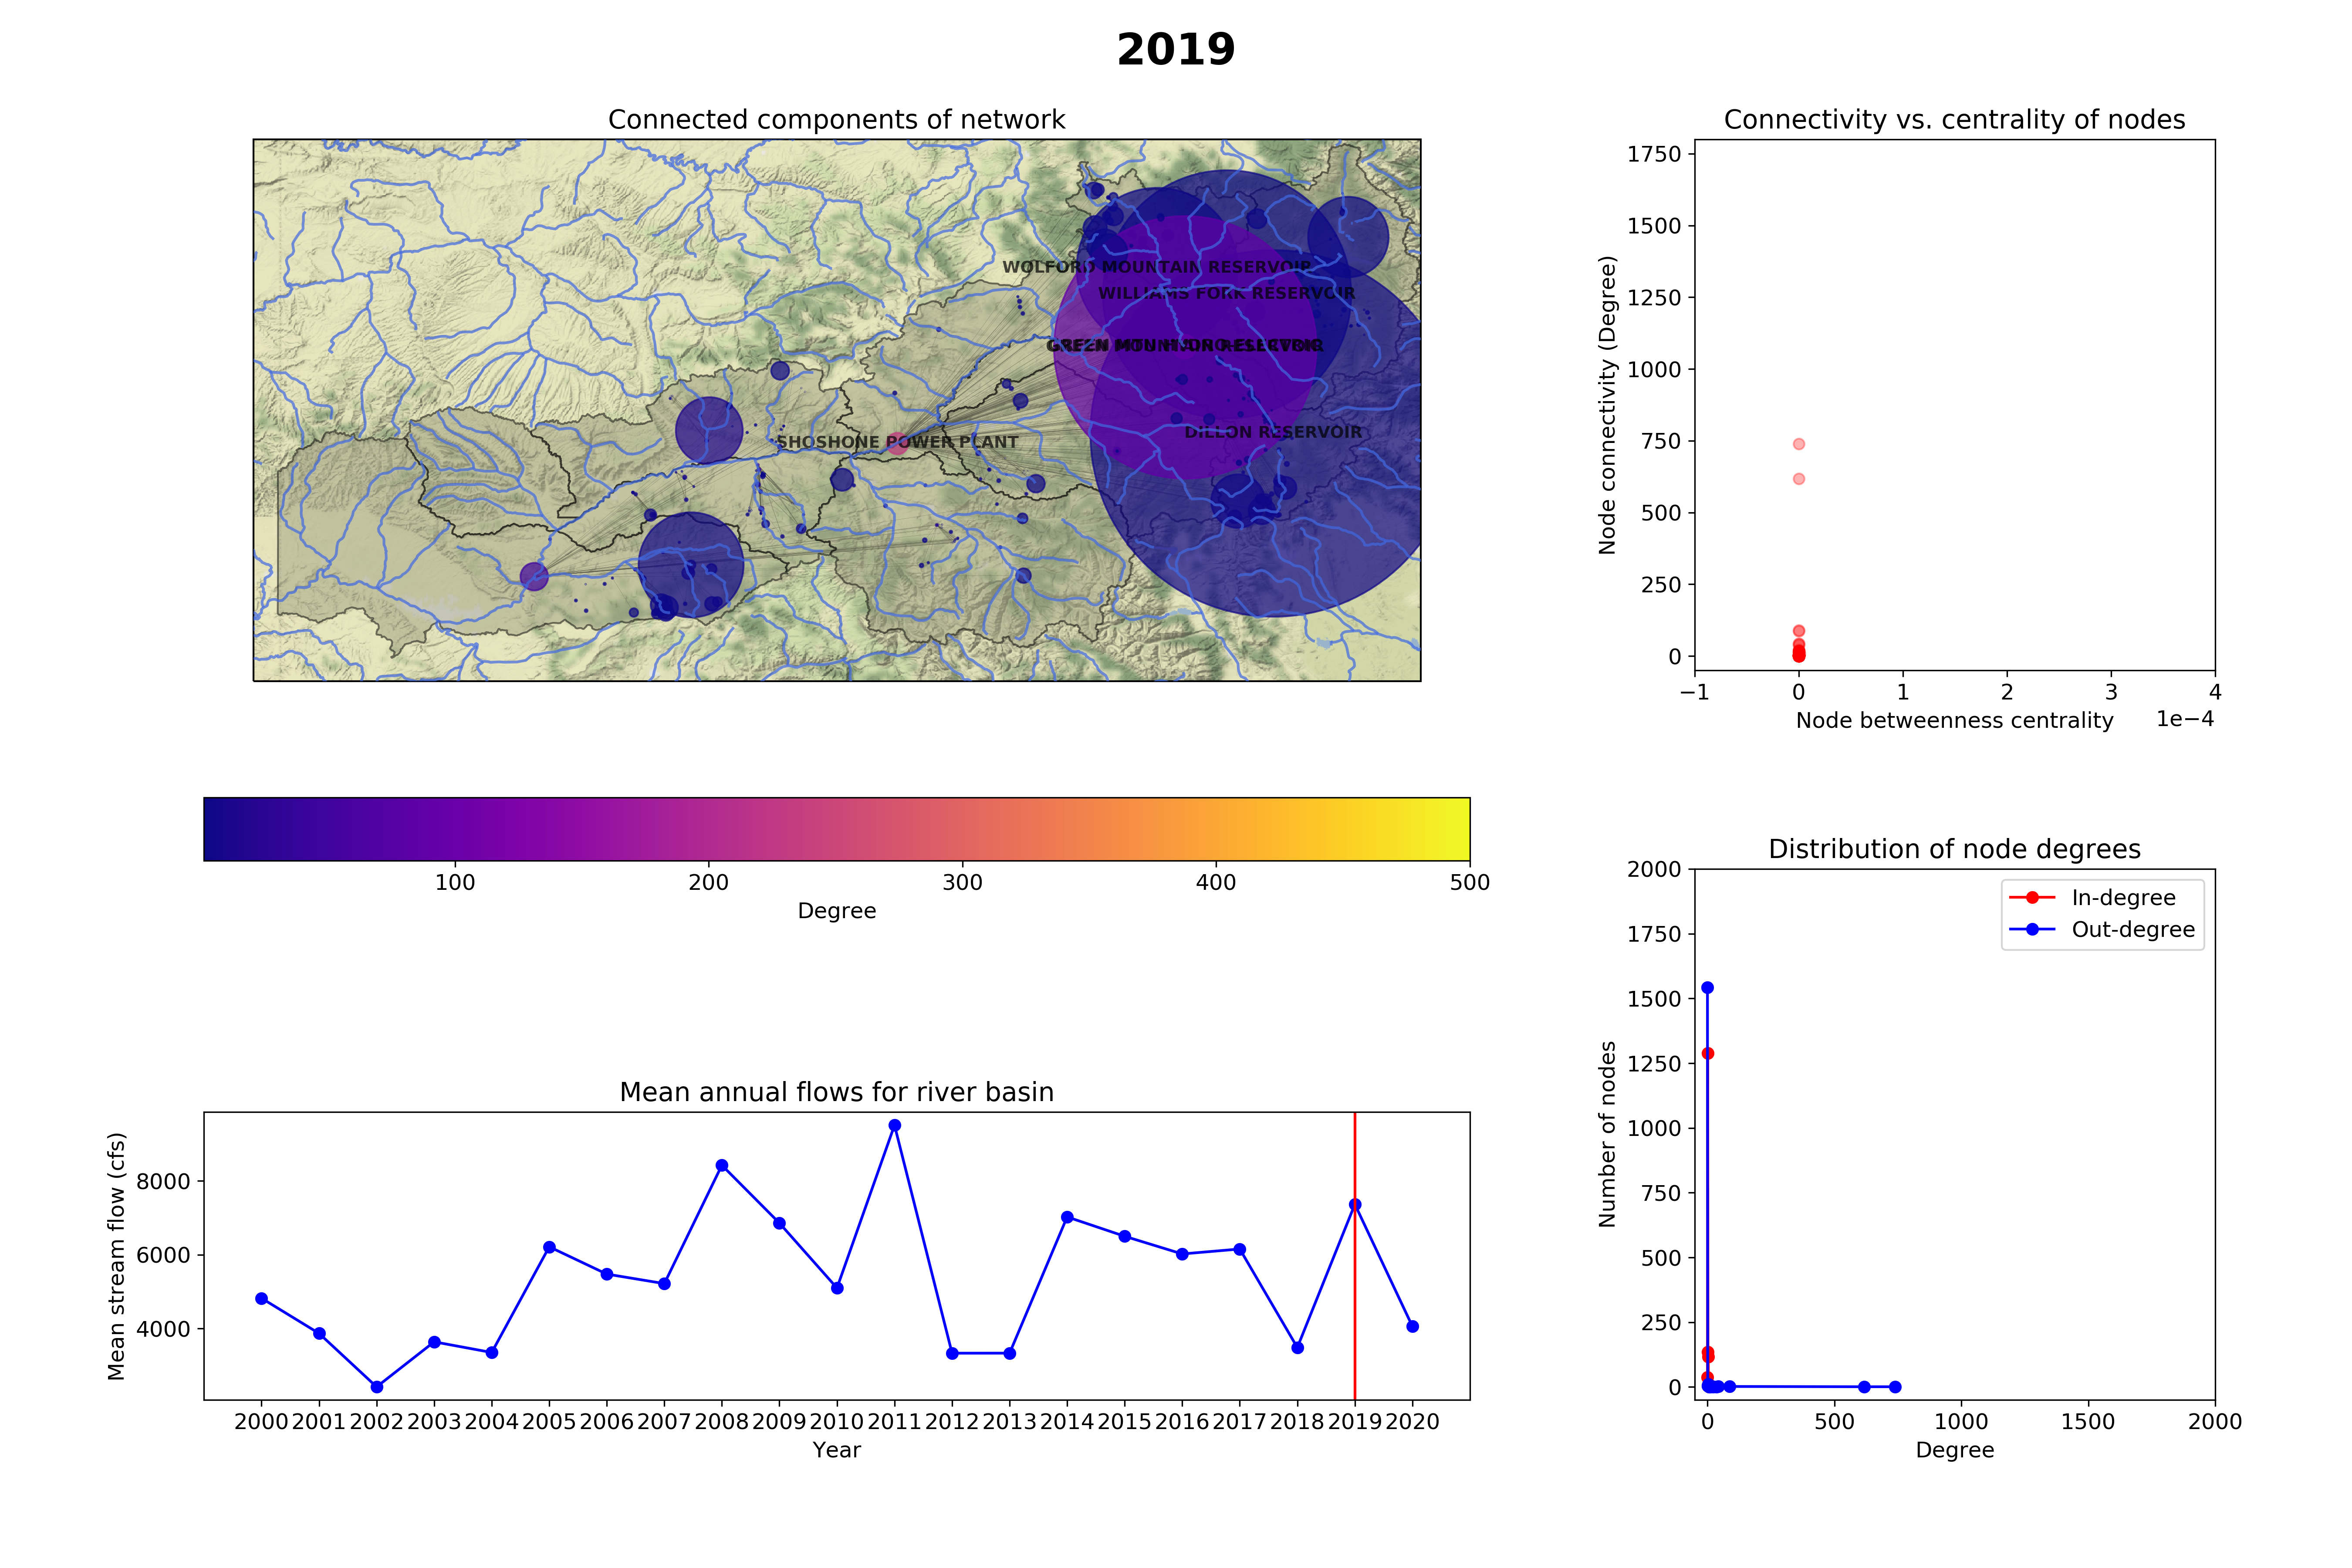 2019
Connected components of network
WOLFORD MOUNTAIN RESERVOIR
WILLIAMS FORK RESERVOIR
GREEN MOUNTAIN RESERVOIR
DILLON RESERVOIR
SHOSHONE POWER PLANT
100 200 300 400 500
Degree
Connectivity vs. centrality of nodes
Node connectivity (Degree)
1750
1500
1250
1000
750
500
250
0
−1 0 1 2 3 4
Node betweenness centrality 1e−4
Mean annual flows for river basin
Mean stream flow (cfs)
8000
6000
4000
2000 2001 2002 2003 2004 2005 2006 2007 2008 2009 2010 2011 2012 2013 2014 2015 2016 2017 2018 2019 2020
Year
Distribution of node degrees
In-degree
Out-degree
Number of nodes
2000
1750
1500
1250
1000
750
500
250
0
0 500 1000 1500 2000
Degree